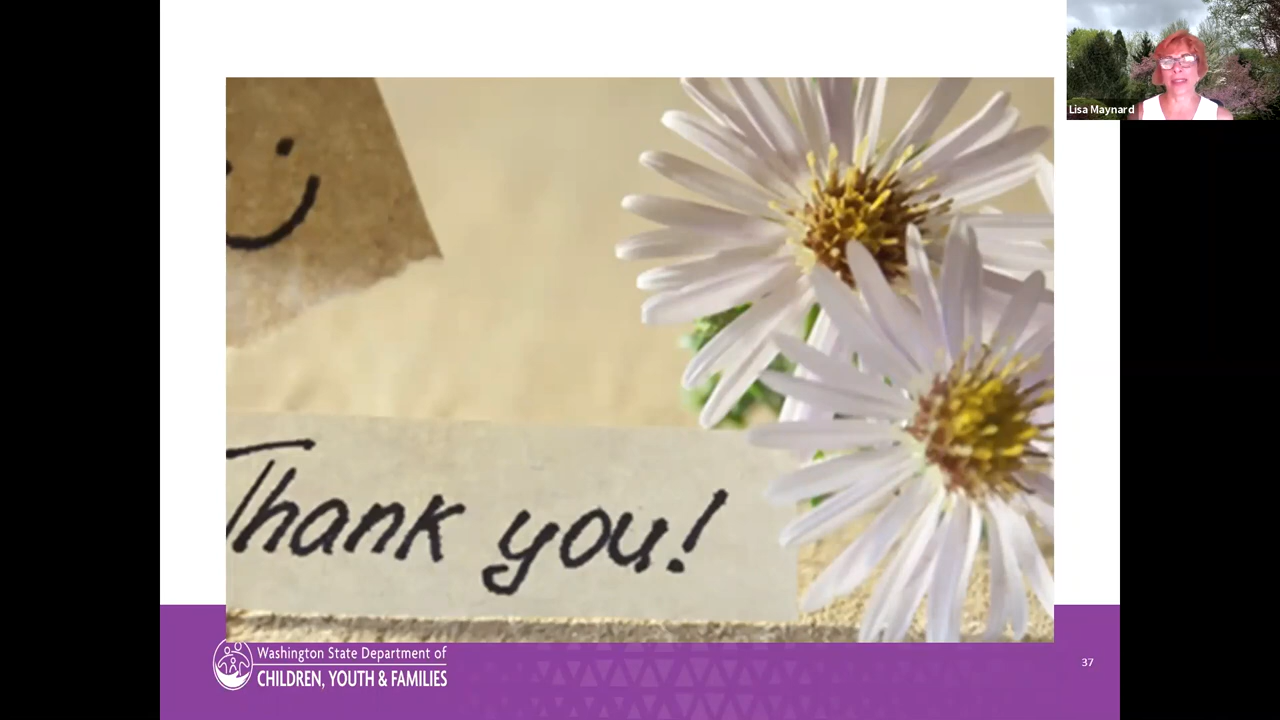 Lisa Maynard
Thank you!
Washington State Department of
CHILDREN, YOUTH & FAMILIES
37